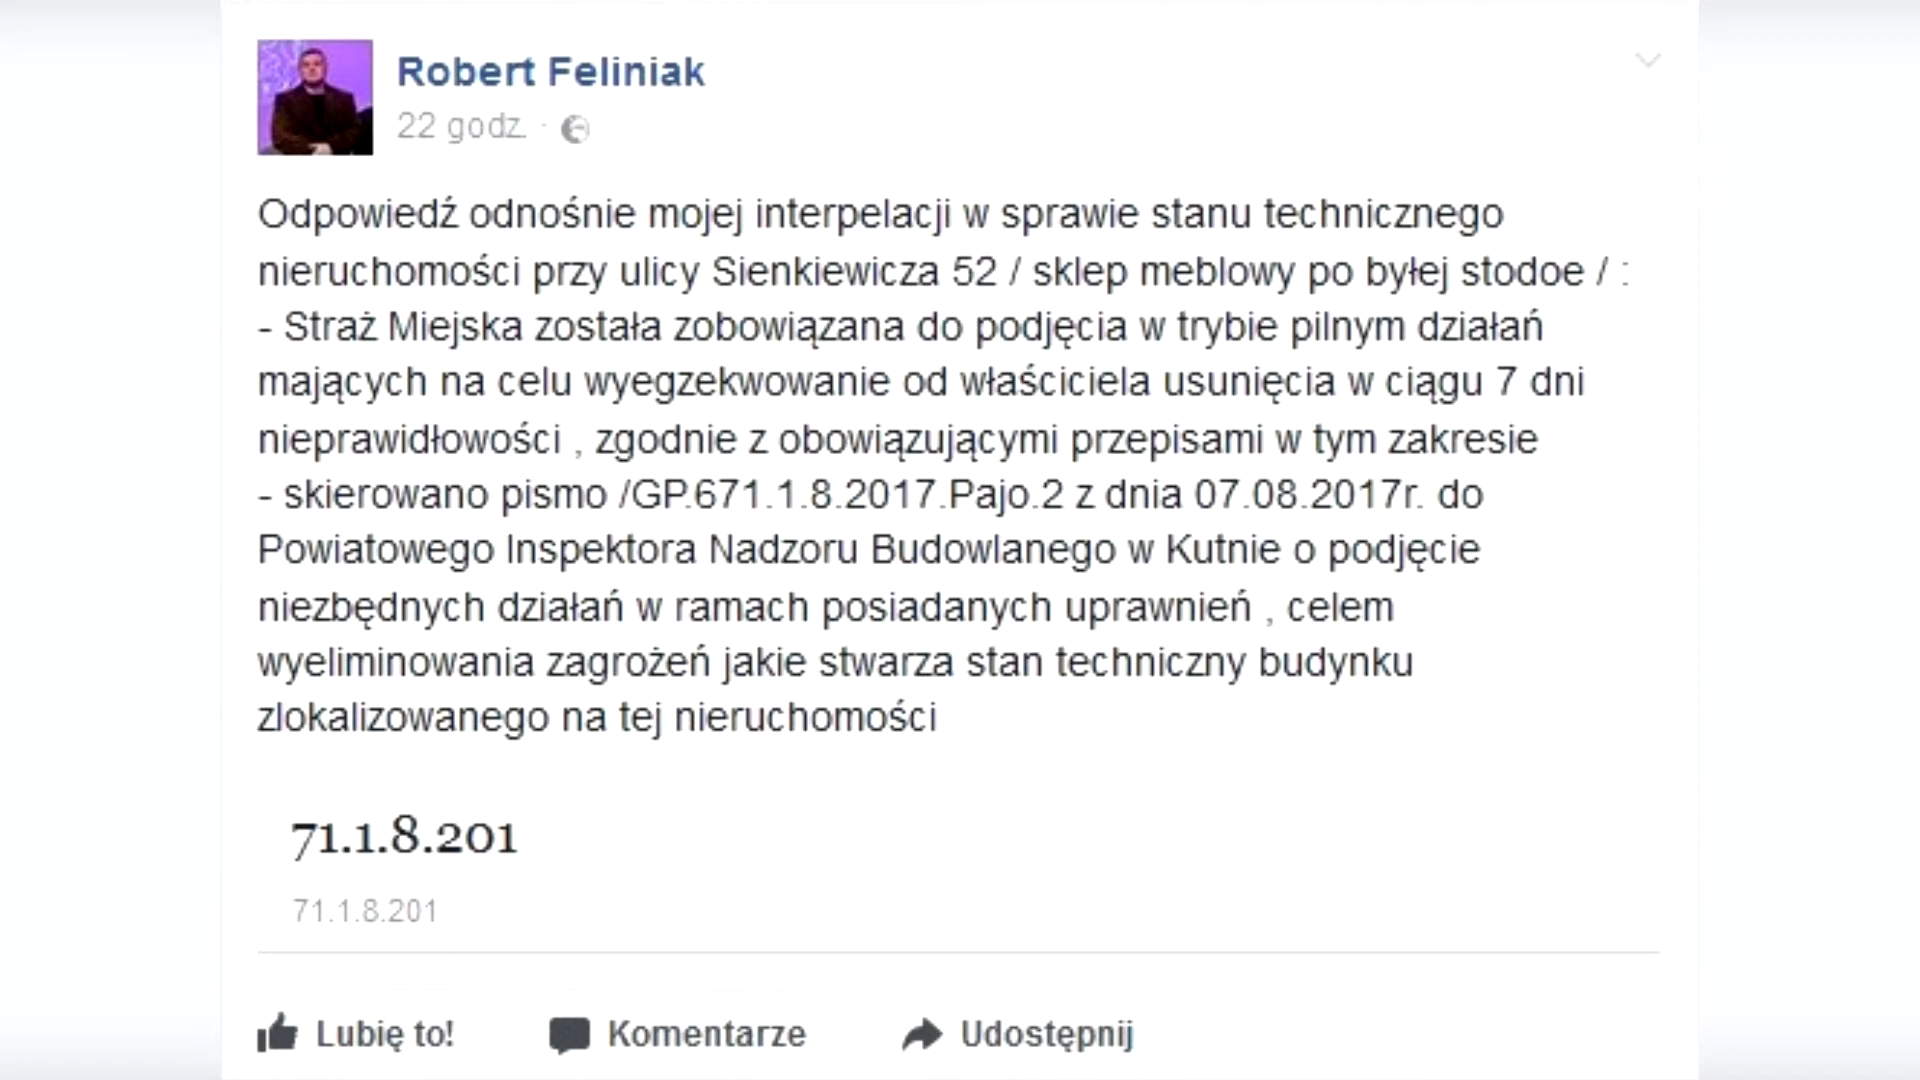 Robert Feliniak
22 godz. ·
Odpowiedź odnośnie mojej interpelacji w sprawie stanu technicznego
nieruchomości przy ulicy Sienkiewicza 52 / sklep meblowy po byłej stodoe / :
- Straż Miejska została zobowiązana do podjęcia w trybie pilnym działań
mających na celu wyegzekwowanie od właściciela usunięcia w ciągu 7 dni
nieprawidłowości , zgodnie z obowiązującymi przepisami w tym zakresie
- skierowano pismo /GP.671.1.8.2017.Pajo.2 z dnia 07.08.2017r. do
Powiatowego Inspektora Nadzoru Budowlanego w Kutnie o podjęcie
niezbędnych działań w ramach posiadanych uprawnień , celem
wyeliminowania zagrożeń jakie stwarza stan techniczny budynku
zlokalizowanego na tej nieruchomości
71.1.8.201
71.1.8.201
Lubię to! Komentarze Udostępnij